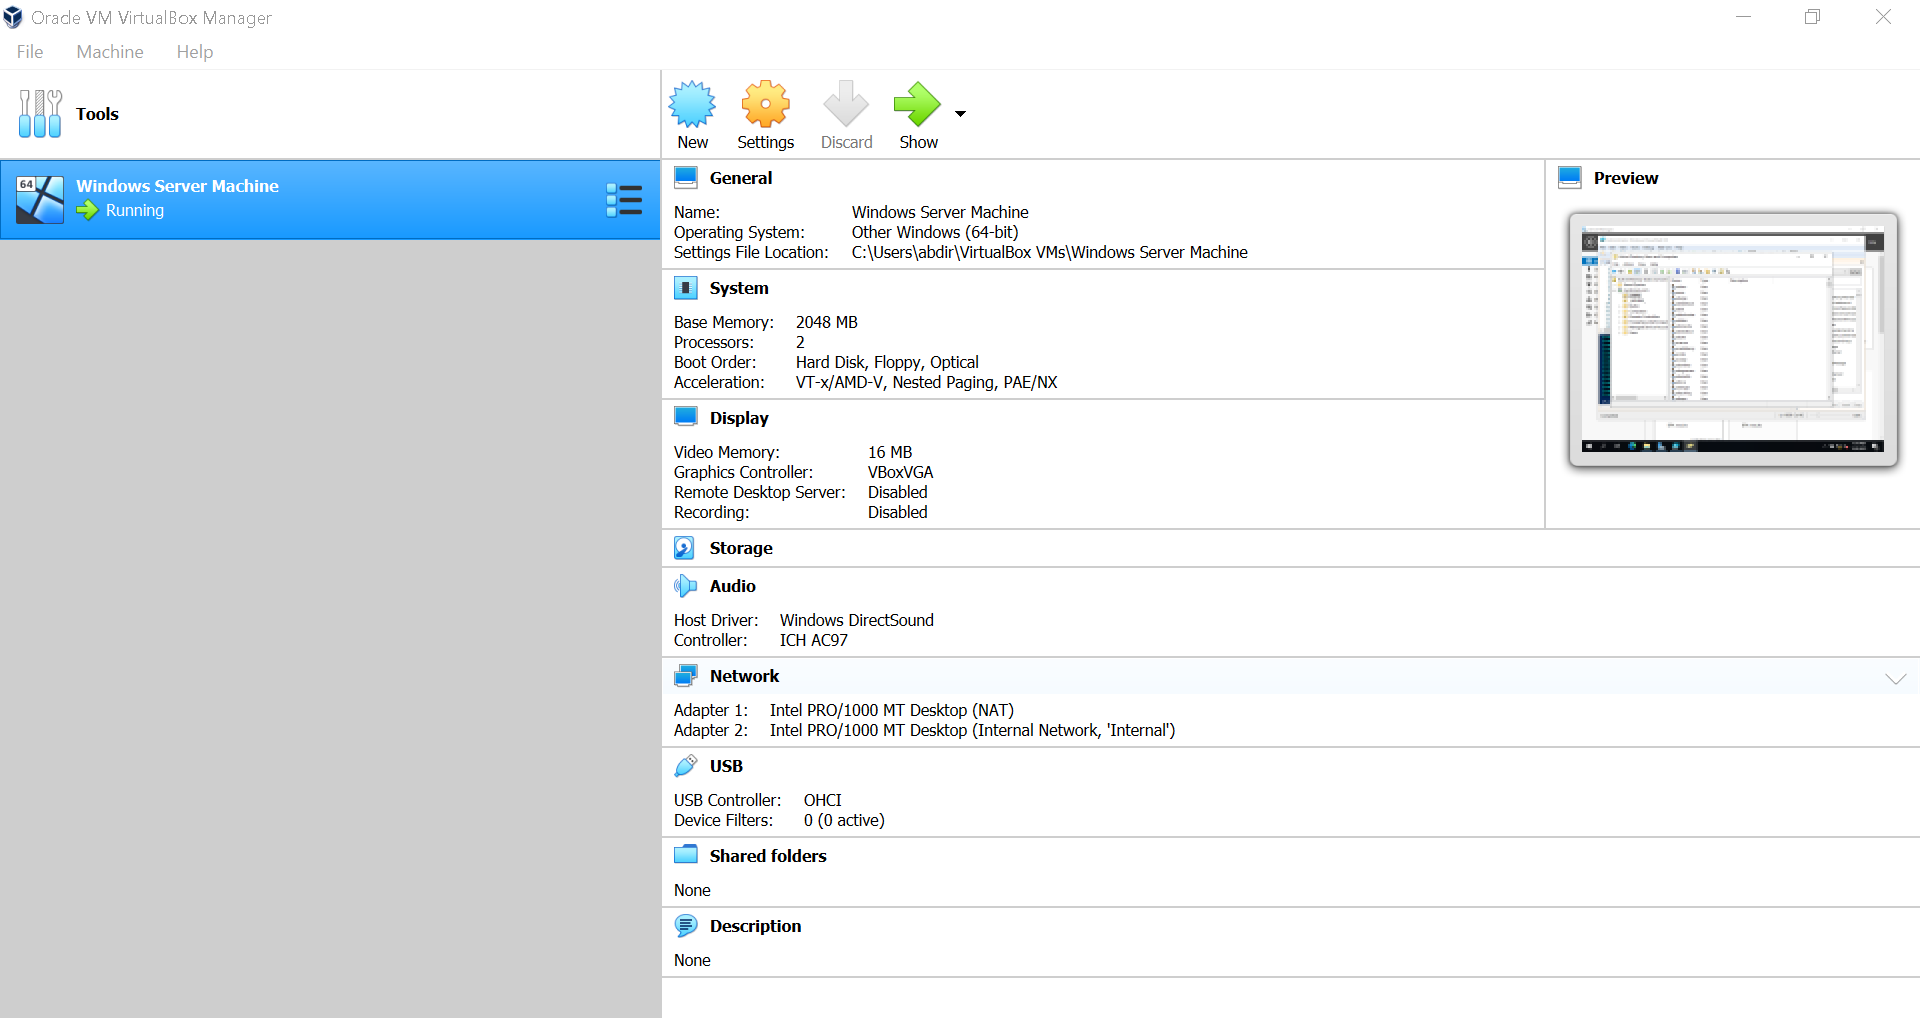 Oracle VM VirtualBox Manager
File Machine Help
Tools
New Settings Discard Show
64
Windows Server Machine
Running
General
Name: Windows Server Machine
Operating System: Other Windows (64-bit)
Settings File Location: C:\Users\abdir\VirtualBox VMs\Windows Server Machine
Preview
System
Base Memory: 2048 MB
Processors: 2
Boot Order: Hard Disk, Floppy, Optical
Acceleration: VT-x/AMD-V, Nested Paging, PAE/NX
Display
Video Memory: 16 MB
Graphics Controller: VBoxVGA
Remote Desktop Server: Disabled
Recording: Disabled
Storage
Audio
Host Driver: Windows DirectSound
Controller: ICH AC97
Network
Adapter 1: Intel PRO/1000 MT Desktop (NAT)
Adapter 2: Intel PRO/1000 MT Desktop (Internal Network, 'Internal')
USB
USB Controller: OHCI
Device Filters: 0 (0 active)
Shared folders
None
Description
None